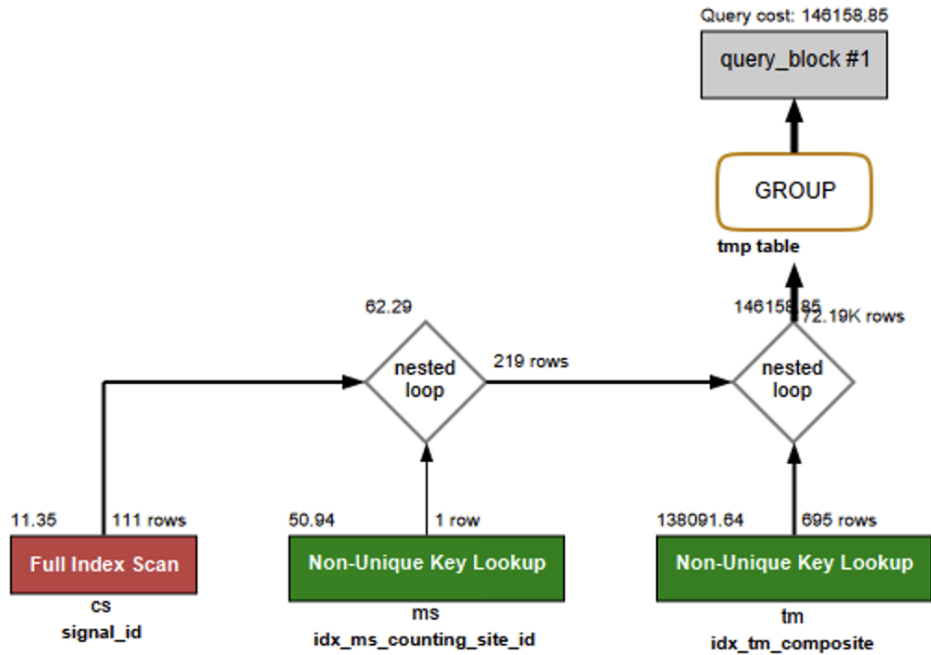 Query cost: 146158.85
query_block #1
GROUP
tmp table
146158.85
72.19K rows
62.29
nested
loop
219 rows
nested
loop
11.35
111 rows
50.94
1 row
138091.64
695 rows
Full Index Scan
Non-Unique Key Lookup
Non-Unique Key Lookup
cs
signal_id
ms
idx_ms_counting_site_id
tm
idx_tm_composite